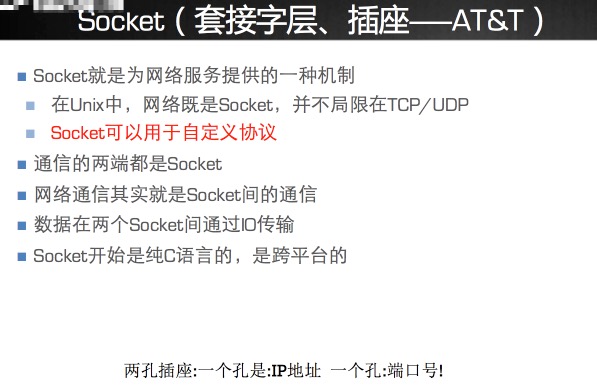 Socket（套接字层、插座——AT&T）
Socket就是为网络服务提供的一种机制
在Unix中，网络既是Socket，并不局限在TCP/UDP
Socket可以用于自定义协议
通信的两端都是Socket
网络通信其实就是Socket间的通信
数据在两个Socket间通过IO传输
Socket开始是纯C语言的，是跨平台的
两孔插座:一个孔是:IP地址 一个孔:端口号!